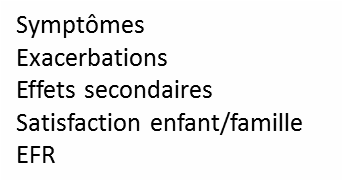 Symptômes
Exacerbations
Effets secondaires
Satisfaction enfant/famille
EFR